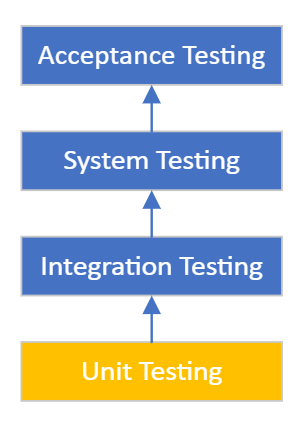 Acceptance Testing
System Testing
Integration Testing
Unit Testing